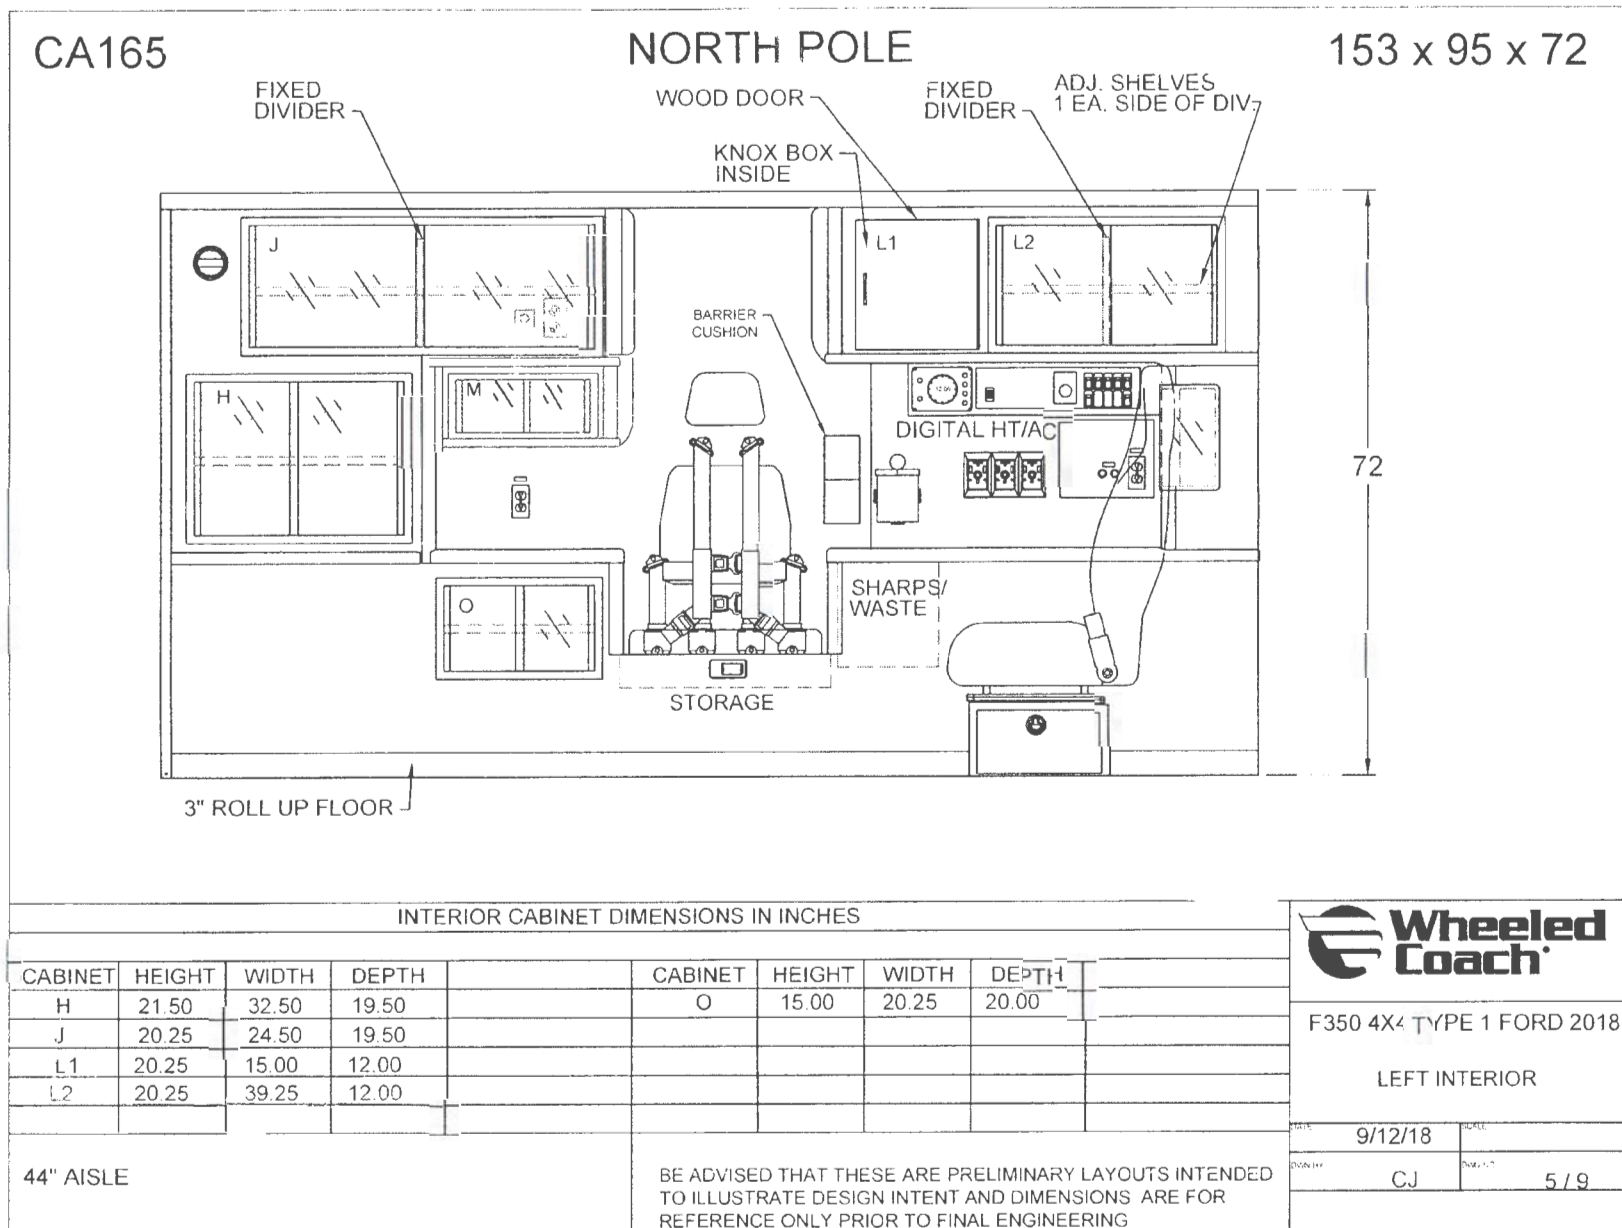 CA165
NORTH POLE
153 x 95 x 72
FIXED
DIVIDER
WOOD DOOR
KNOX BOX
INSIDE
FIXED
DIVIDER
ADJ. SHELVES
1 EA. SIDE OF DIV.
J
L1
L2
BARRIER
CUSHION
H
M
DIGITAL HT/AC
72
O
SHARPS/
WASTE
STORAGE
3" ROLL UP FLOOR
INTERIOR CABINET DIMENSIONS IN INCHES
CABINET HEIGHT WIDTH DEPTH CABINET HEIGHT WIDTH DEPTH
H 21.50 32.50 19.50 O 15.00 20.25 20.00
J 20.25 24.50 19.50
L1 20.25 15.00 12.00
L2 20.25 39.25 12.00
44" AISLE
BE ADVISED THAT THESE ARE PRELIMINARY LAYOUTS INTENDED
TO ILLUSTRATE DESIGN INTENT AND DIMENSIONS ARE FOR
REFERENCE ONLY PRIOR TO FINAL ENGINEERING
Wheeled
Coach
F350 4X4 TYPE 1 FORD 2018
LEFT INTERIOR
9/12/18
CJ
5 / 9